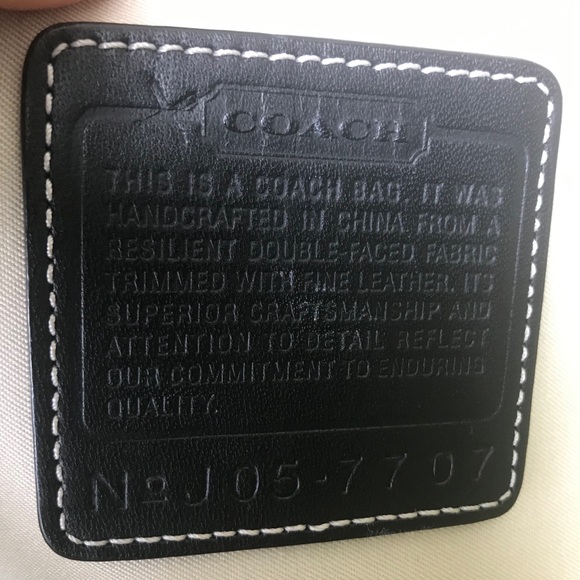 COACH
THIS IS A COACH BAG. IT WAS
HANDCRAFTED IN CHINA FROM A
RESILIENT DOUBLE-FACED FABRIC
TRIMMED WITH FINE LEATHER. ITS
SUPERIOR CRAFTSMANSHIP AND
ATTENTION TO DETAIL REFLECT
OUR COMMITMENT TO ENDURING
QUALITY.
Nº J05-7707